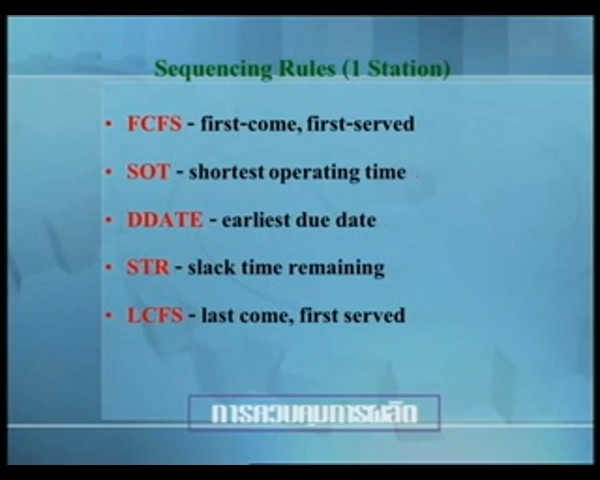 Sequencing Rules (1 Station)
• FCFS - first-come, first-served
• SOT - shortest operating time
• DDATE - earliest due date
• STR - slack time remaining
• LCFS - last come, first served
การควบคุมการผลิต